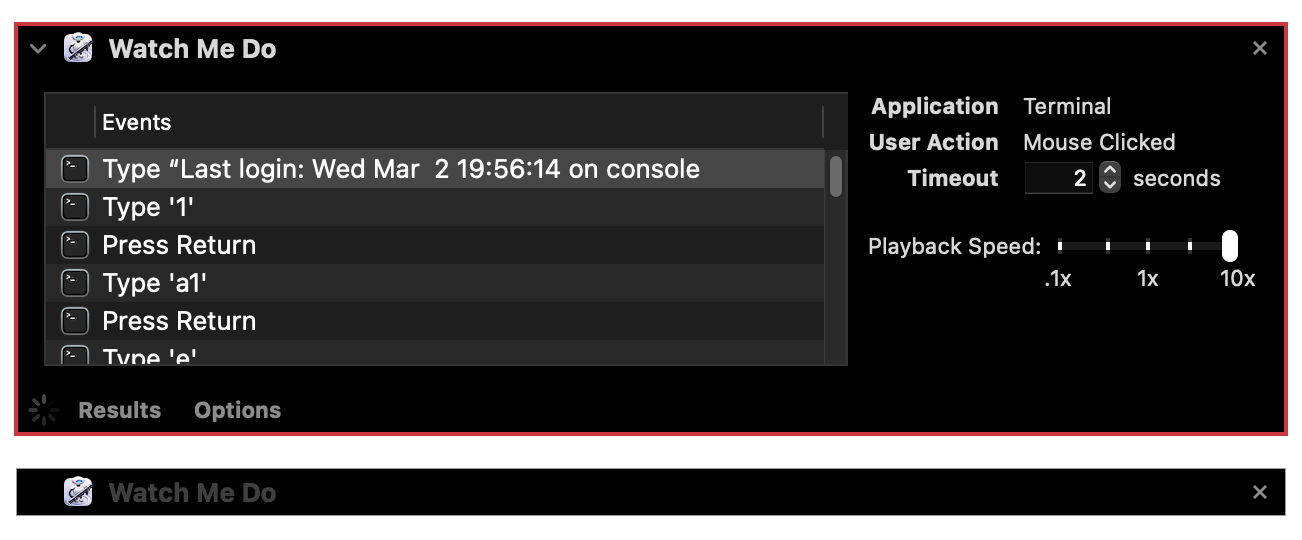 Watch Me Do
Events
Type “Last login: Wed Mar  2 19:56:14 on console
Type '1'
Press Return
Type 'a1'
Press Return
Type 'e'
Application Terminal
User Action Mouse Clicked
Timeout 2 seconds
Playback Speed:
.1x 1x 10x
Results Options
Watch Me Do